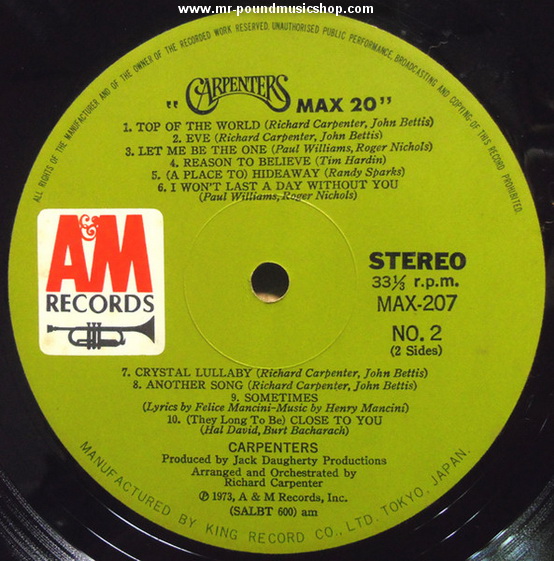 www.mr-poundmusicshop.com
ALL RIGHTS OF THE MANUFACTURER AND OF THE OWNER OF THE RECORDED WORK RESERVED. UNAUTHORISED PUBLIC PERFORMANCE, BROADCASTING AND COPYING OF THIS RECORD PROHIBITED.
"CARPENTERS MAX 20"
1. TOP OF THE WORLD (Richard Carpenter, John Bettis)
2. EVE (Richard Carpenter, John Bettis)
3. LET ME BE THE ONE (Paul Williams, Roger Nichols)
4. REASON TO BELIEVE (Tim Hardin)
5. (A PLACE TO) HIDEAWAY (Randy Sparks)
6. I WON'T LAST A DAY WITHOUT YOU
(Paul Williams, Roger Nichols)
A&M
RECORDS
STEREO
33⅓ r.p.m.
MAX-207
NO. 2
(2 Sides)
7. CRYSTAL LULLABY (Richard Carpenter, John Bettis)
8. ANOTHER SONG (Richard Carpenter, John Bettis)
9. SOMETIMES
(Lyrics by Felice Mancini-Music by Henry Mancini)
10. (They Long To Be) CLOSE TO YOU
(Hal David, Burt Bacharach)
CARPENTERS
Produced by Jack Daugherty Productions
Arranged and Orchestrated by
Richard Carpenter
℗ 1973, A & M Records, Inc.
(SALBT 600) am
MANUFACTURED BY KING RECORD CO., LTD. TOKYO, JAPAN.